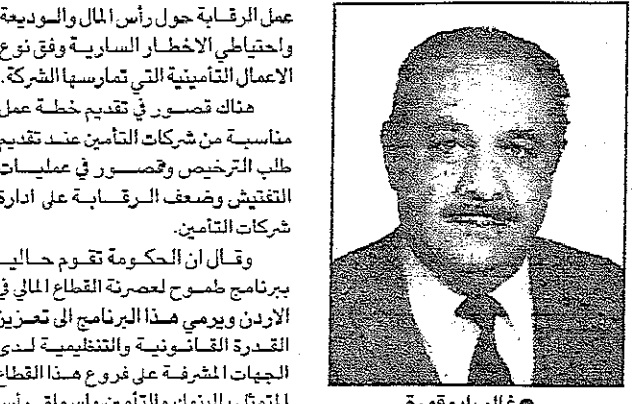 عمل الرقابة حول رأس المال والوديعة
واحتياطي الاخطار السارية وفق نوع
الاعمال التأمينية التي تمارسها الشركة.
هناك قصور في تقديم خطة عمل
مناسبة من شركات التأمين عند تقديم
طلب الترخيص وقصور في عمليات
التفتيش وضعف الرقابة على ادارة
شركات التأمين.
وقال ان الحكومة تقوم حاليا
ببرنامج طموح لعصرنة القطاع المالي في
الاردن ويرمي هذا البرنامج الى تعزيز
القدرة القانونية والتنظيمية لدى
الجهات المشرفة على فروع هذا القطاع